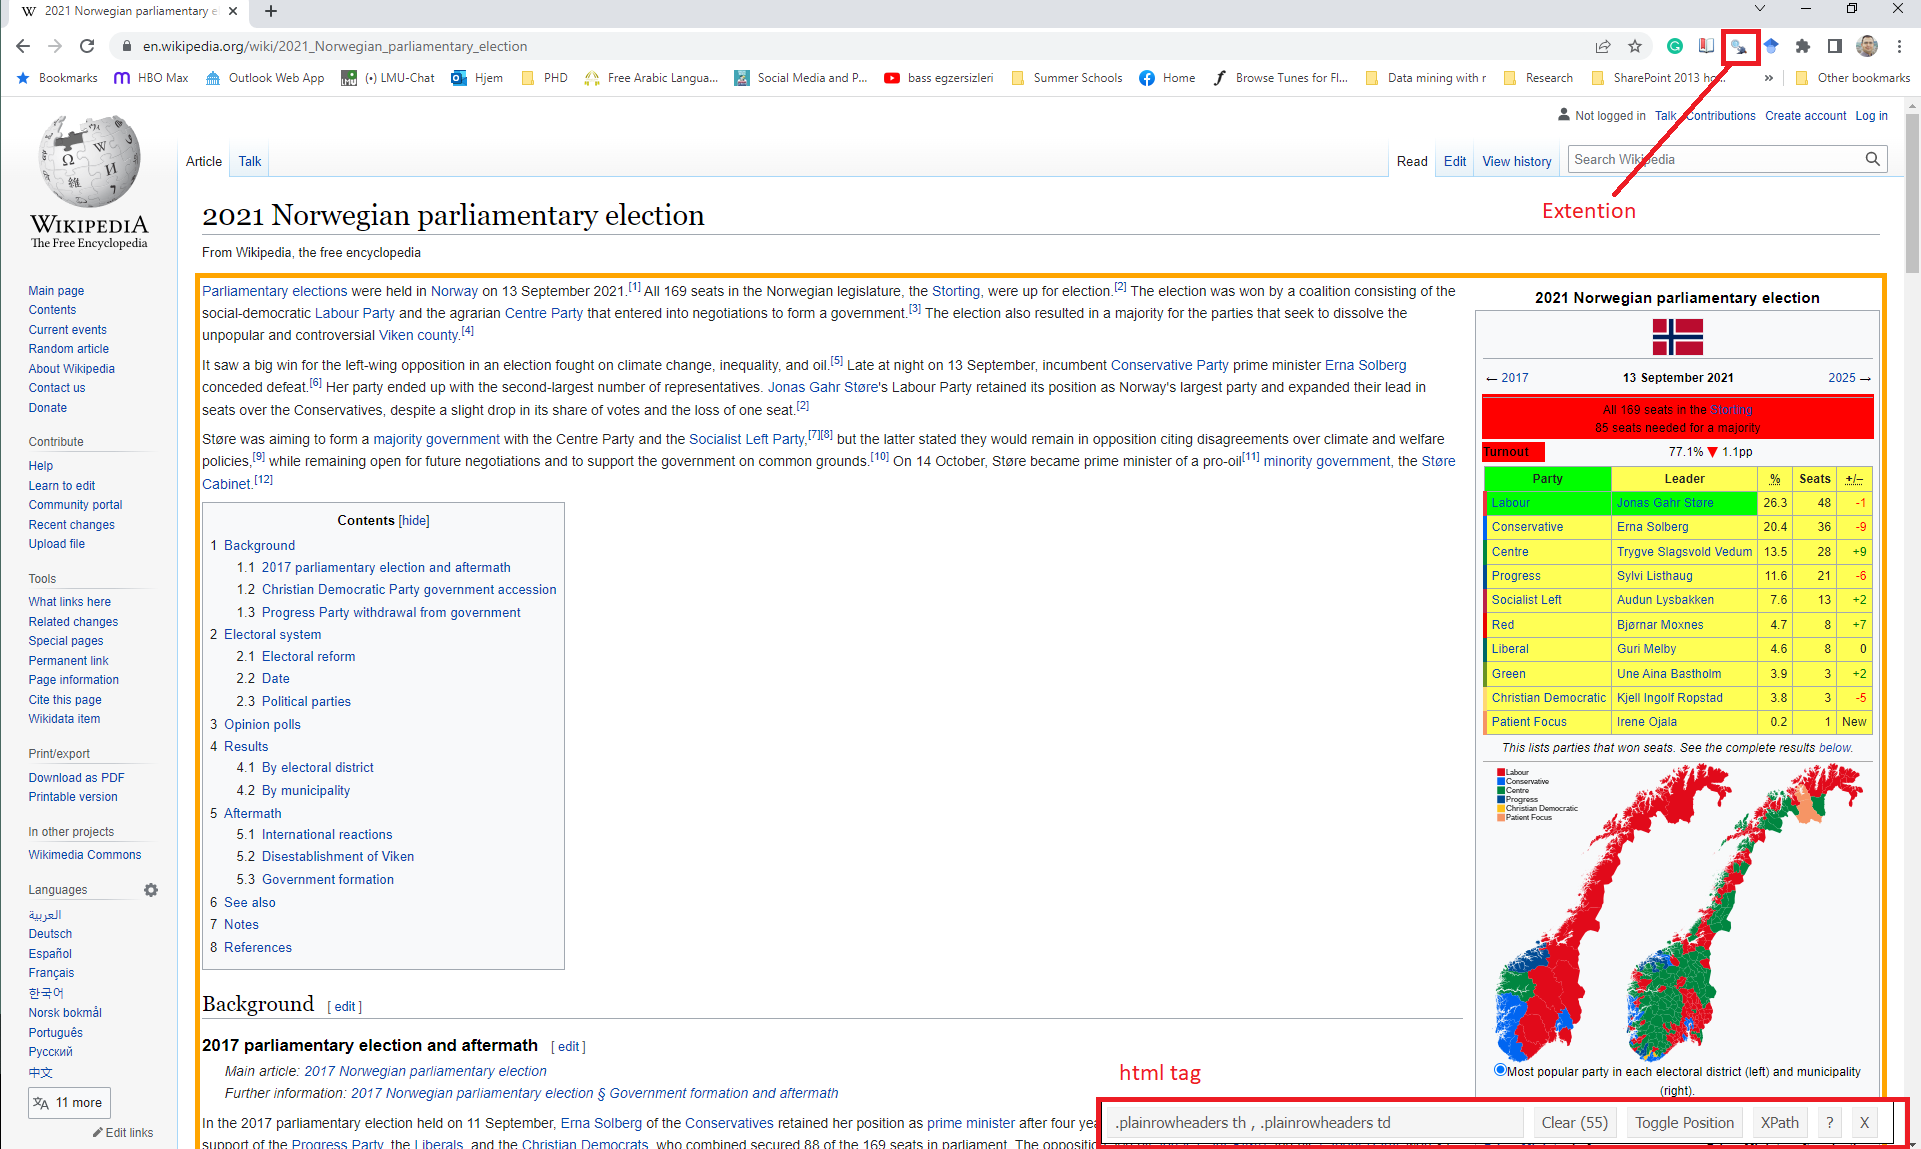 2021 Norwegian parliamentary e
en.wikipedia.org/wiki/2021_Norwegian_parliamentary_election
Bookmarks HBO Max Outlook Web App (•) LMU-Chat Hjem PHD Free Arabic Langua... Social Media and P... bass egzersizleri Summer Schools Home Browse Tunes for Fl... Data mining with r Research SharePoint 2013 ho... » Other bookmarks
Not logged in Talk Contributions Create account Log in
Article Talk Read Edit View history Search Wikipedia
Extention
WIKIPEDIA
The Free Encyclopedia
Main page
Contents
Current events
Random article
About Wikipedia
Contact us
Donate
Contribute
Help
Learn to edit
Community portal
Recent changes
Upload file
Tools
What links here
Related changes
Special pages
Permanent link
Page information
Cite this page
Wikidata item
Print/export
Download as PDF
Printable version
In other projects
Wikimedia Commons
Languages
العربية
Deutsch
Español
Français
한국어
Norsk bokmål
Português
Русский
中文
11 more
Edit links
2021 Norwegian parliamentary election
From Wikipedia, the free encyclopedia
Parliamentary elections were held in Norway on 13 September 2021.[1] All 169 seats in the Norwegian legislature, the Storting, were up for election.[2] The election was won by a coalition consisting of the
social-democratic Labour Party and the agrarian Centre Party that entered into negotiations to form a government.[3] The election also resulted in a majority for the parties that seek to dissolve the
unpopular and controversial Viken county.[4]
It saw a big win for the left-wing opposition in an election fought on climate change, inequality, and oil.[5] Late at night on 13 September, incumbent Conservative Party prime minister Erna Solberg
conceded defeat.[6] Her party ended up with the second-largest number of representatives. Jonas Gahr Støre's Labour Party retained its position as Norway's largest party and expanded their lead in
seats over the Conservatives, despite a slight drop in its share of votes and the loss of one seat.[2]
Støre was aiming to form a majority government with the Centre Party and the Socialist Left Party,[7][8] but the latter stated they would remain in opposition citing disagreements over climate and welfare
policies,[9] while remaining open for future negotiations and to support the government on common grounds.[10] On 14 October, Støre became prime minister of a pro-oil[11] minority government, the Støre
Cabinet.[12]
Contents [hide]
1 Background
1.1 2017 parliamentary election and aftermath
1.2 Christian Democratic Party government accession
1.3 Progress Party withdrawal from government
2 Electoral system
2.1 Electoral reform
2.2 Date
2.3 Political parties
3 Opinion polls
4 Results
4.1 By electoral district
4.2 By municipality
5 Aftermath
5.1 International reactions
5.2 Disestablishment of Viken
5.3 Government formation
6 See also
7 Notes
8 References
Background [ edit ]
2017 parliamentary election and aftermath [ edit ]
Main article: 2017 Norwegian parliamentary election
Further information: 2017 Norwegian parliamentary election § Government formation and aftermath
In the 2017 parliamentary election held on 11 September, Erna Solberg of the Conservatives retained her position as prime minister after four yea
support of the Progress Party, the Liberals, and the Christian Democrats, who combined secured 88 of the 169 seats in parliament. The oppositio
2021 Norwegian parliamentary election
← 2017 13 September 2021 2025 →
All 169 seats in the Storting
85 seats needed for a majority
Turnout 77.1% ▼ 1.1pp
Party Leader % Seats +/–
Labour Jonas Gahr Støre 26.3 48 -1
Conservative Erna Solberg 20.4 36 -9
Centre Trygve Slagsvold Vedum 13.5 28 +9
Progress Sylvi Listhaug 11.6 21 -6
Socialist Left Audun Lysbakken 7.6 13 +2
Red Bjørnar Moxnes 4.7 8 +7
Liberal Guri Melby 4.6 8 0
Green Une Aina Bastholm 3.9 3 +2
Christian Democratic Kjell Ingolf Ropstad 3.8 3 -5
Patient Focus Irene Ojala 0.2 1 New
This lists parties that won seats. See the complete results below.
Labour
Conservative
Centre
Progress
Christian Democratic
Patient Focus
Most popular party in each electoral district (left) and municipality
(right).
html tag
.plainrowheaders th , .plainrowheaders td Clear (55) Toggle Position XPath ? X